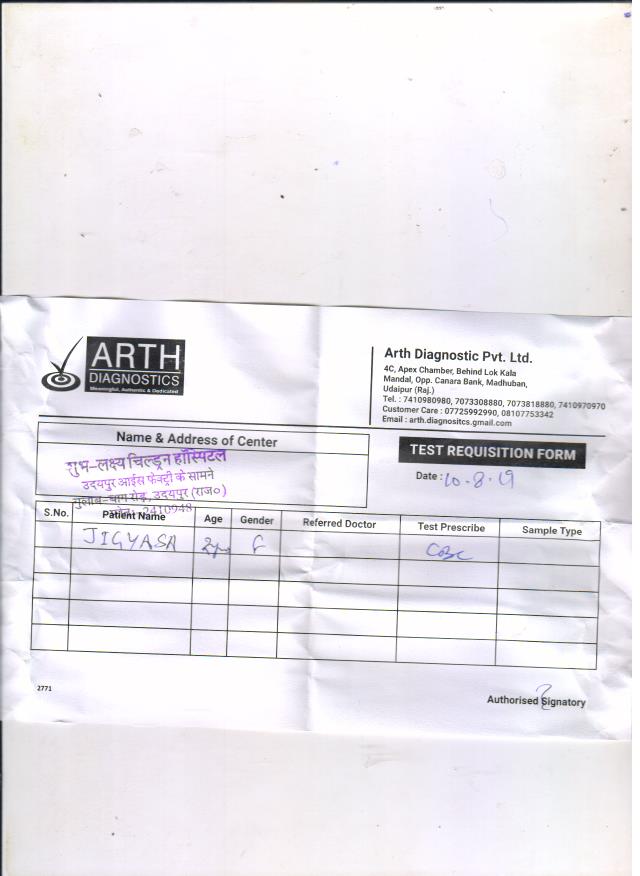 ARTH
DIAGNOSTICS
Meaningful, Authentic & Dedicated
Arth Diagnostic Pvt. Ltd.
4C, Apex Chamber, Behind Lok Kala
Mandal, Opp. Canara Bank, Madhuban,
Udaipur (Raj.)
Tel. : 7410980980, 7073308880, 7073818880, 7410970970
Customer Care : 07725992990, 08107753342
Email : arth.diagnositcs.gmail.com
Name & Address of Center
शुभ-लक्ष्य चिल्ड्रन हॉस्पिटल
उदयपुर आईस फेक्ट्री के सामने
गुलाब-बाग रोड़, उदयपुर (राज०)
2410948
TEST REQUISITION FORM
Date : 10-8-19
S.No. Patient Name Age Gender Referred Doctor Test Prescribe Sample Type
JIGYASA F CBC
2771
Authorised Signatory